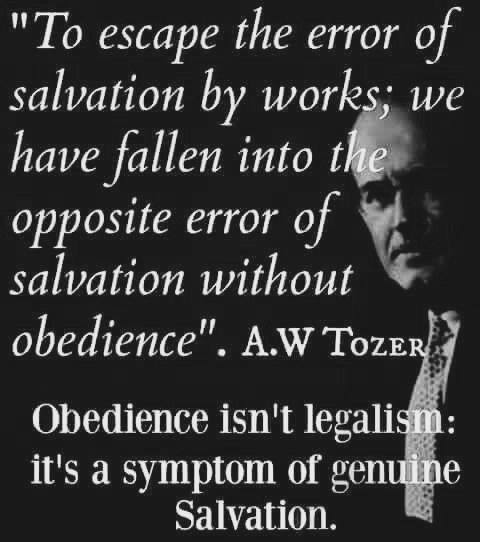 "To escape the error of
salvation by works; we
have fallen into the
opposite error of
salvation without
obedience". A.W TOZER
Obedience isn't legalism:
it's a symptom of genuine
Salvation.